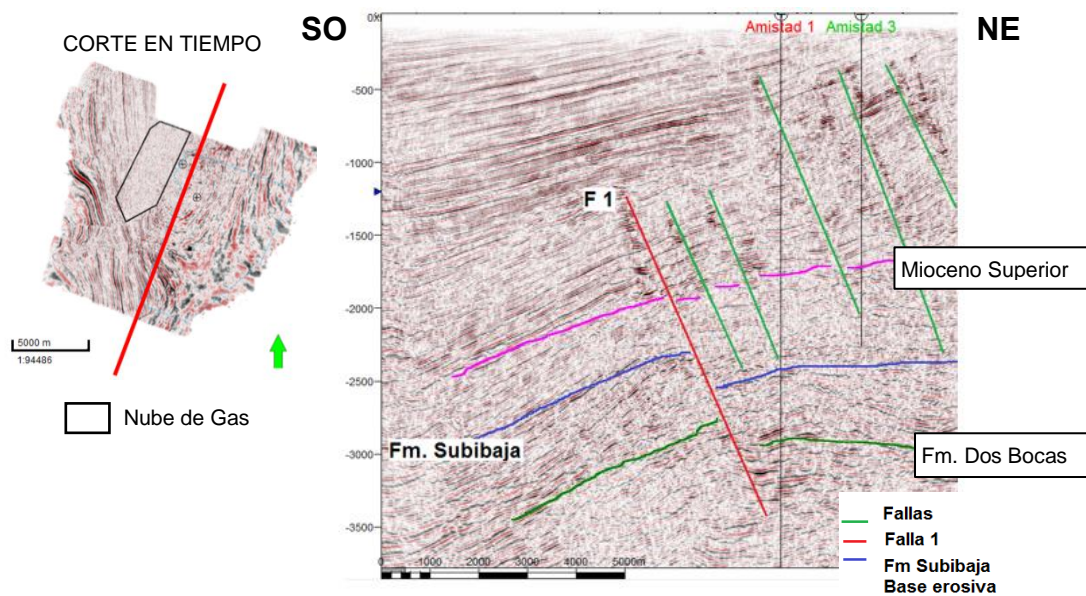 CORTE EN TIEMPO
5000 m
1:94486
Nube de Gas
SO
NE
Amistad 1
Amistad 3
-500
-1000
-1500
-2000
-2500
-3000
-3500
F 1
Mioceno Superior
Fm. Subibaja
Fm. Dos Bocas
0 1000 2000 3000 4000 5000m
Fallas
Falla 1
Fm Subibaja
Base erosiva